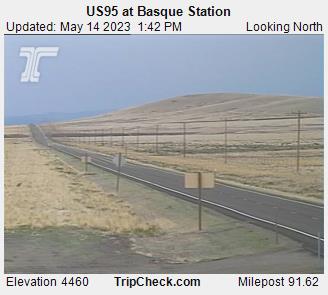 US95 at Basque Station
Updated: May 14 2023 1:42 PM Looking North
Elevation 4460 TripCheck.com Milepost 91.62